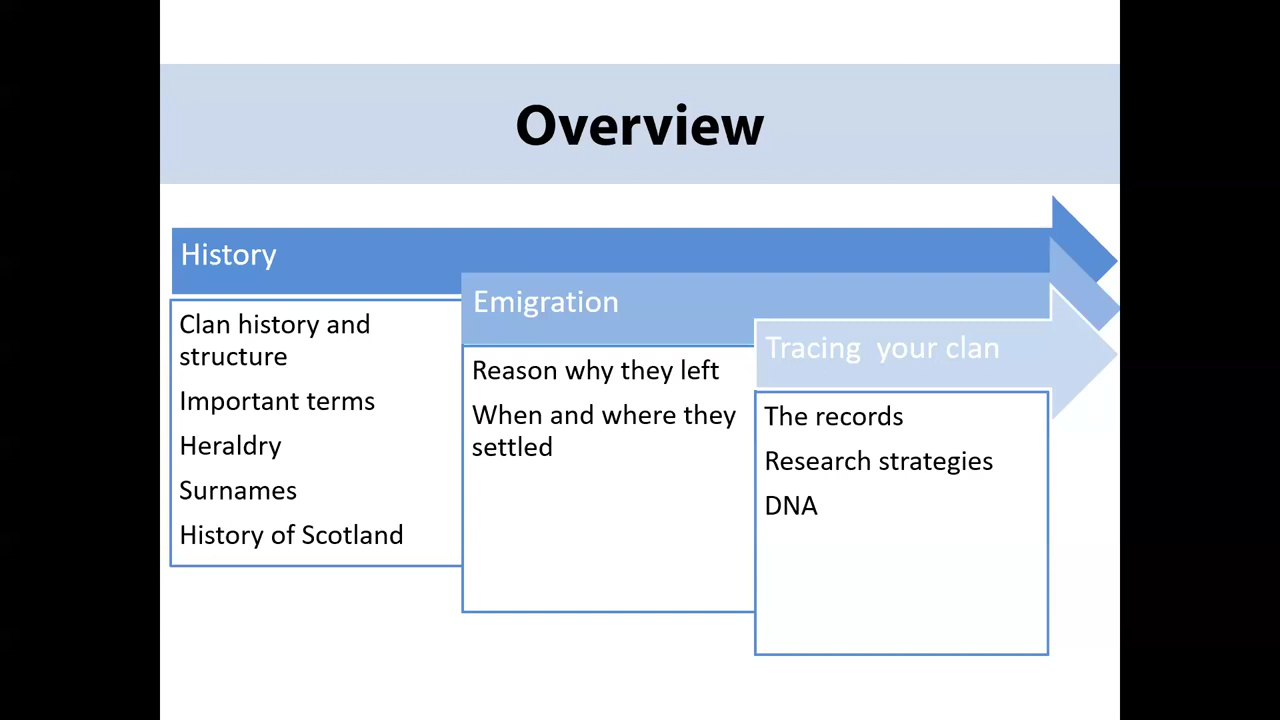 Overview
History
Clan history and
structure
Important terms
Heraldry
Surnames
History of Scotland
Emigration
Reason why they left
When and where they
settled
Tracing  your clan
The records
Research strategies
DNA